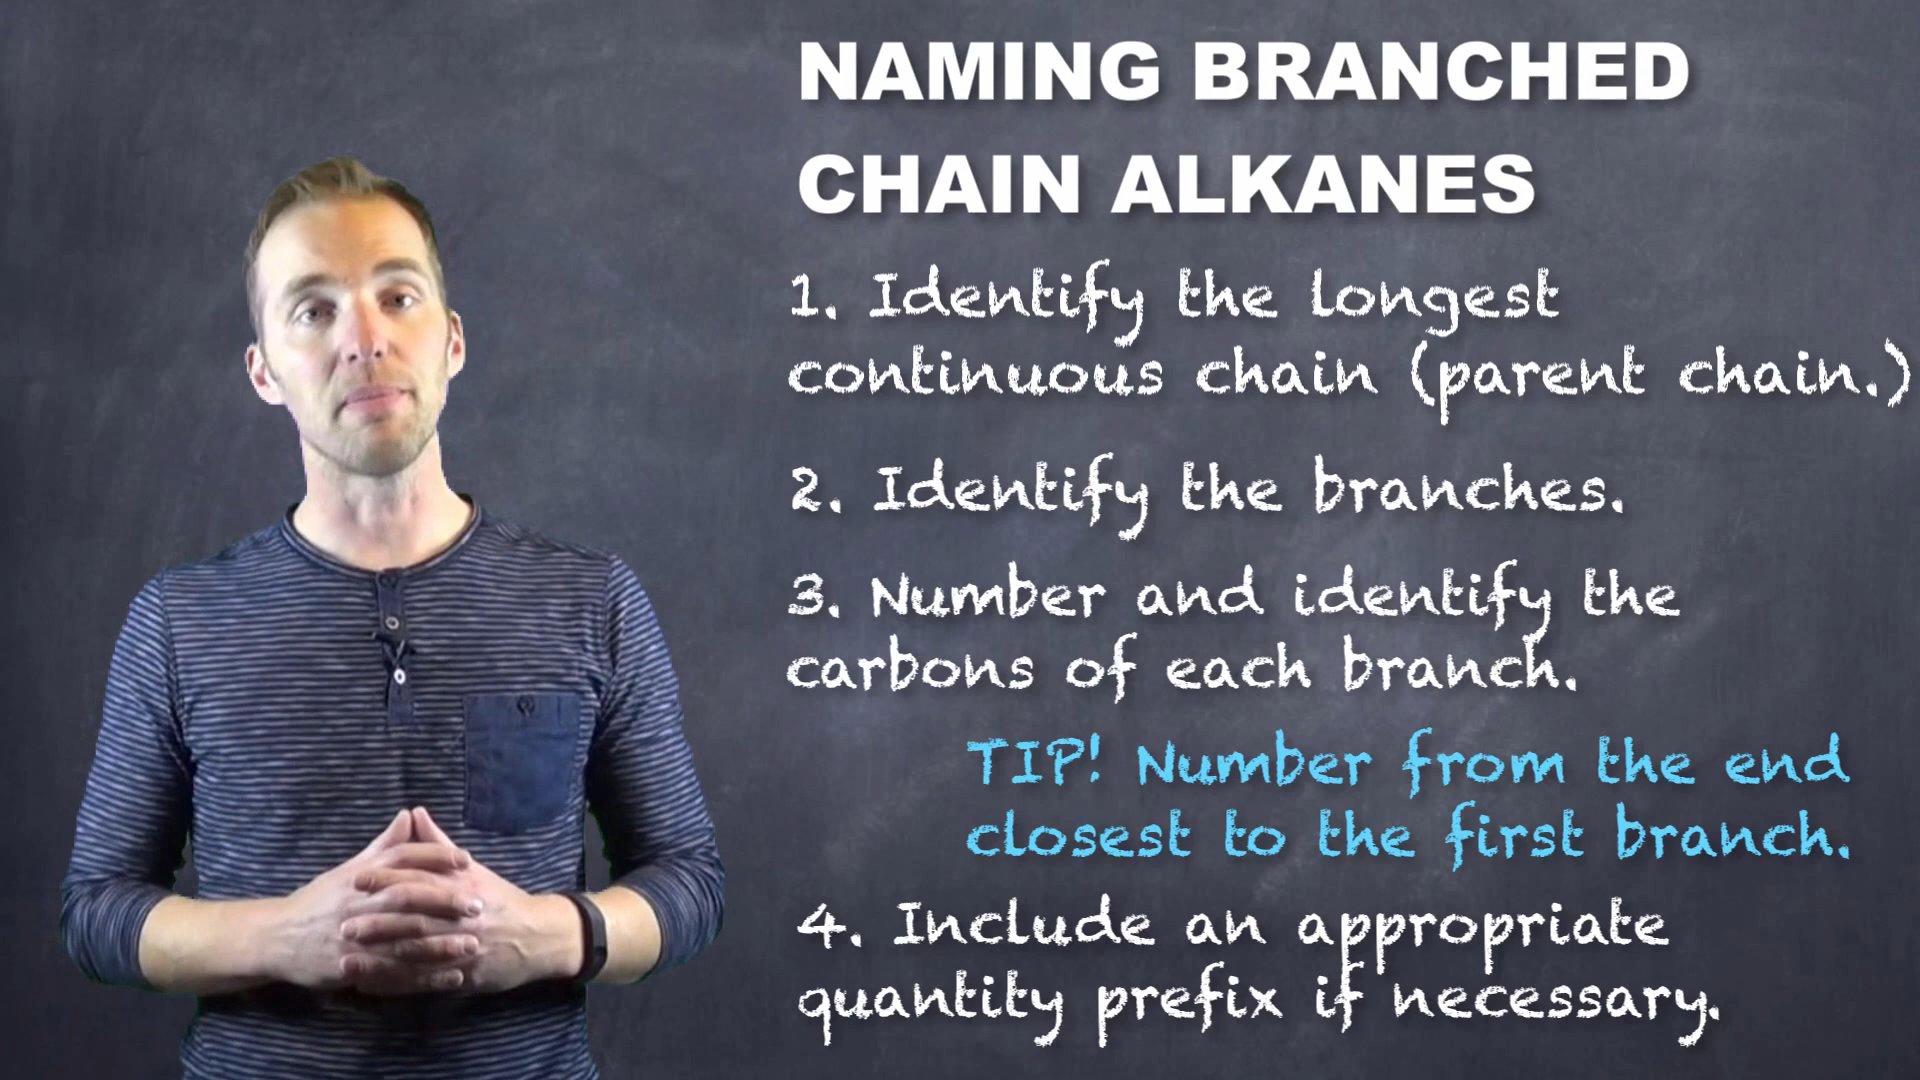 NAMING BRANCHED
CHAIN ALKANES
1. Identify the longest
continuous chain (parent chain.)
2. Identify the branches.
3. Number and identify the
carbons of each branch.
TIP! Number from the end
closest to the first branch.
4. Include an appropriate
quantity prefix if necessary.